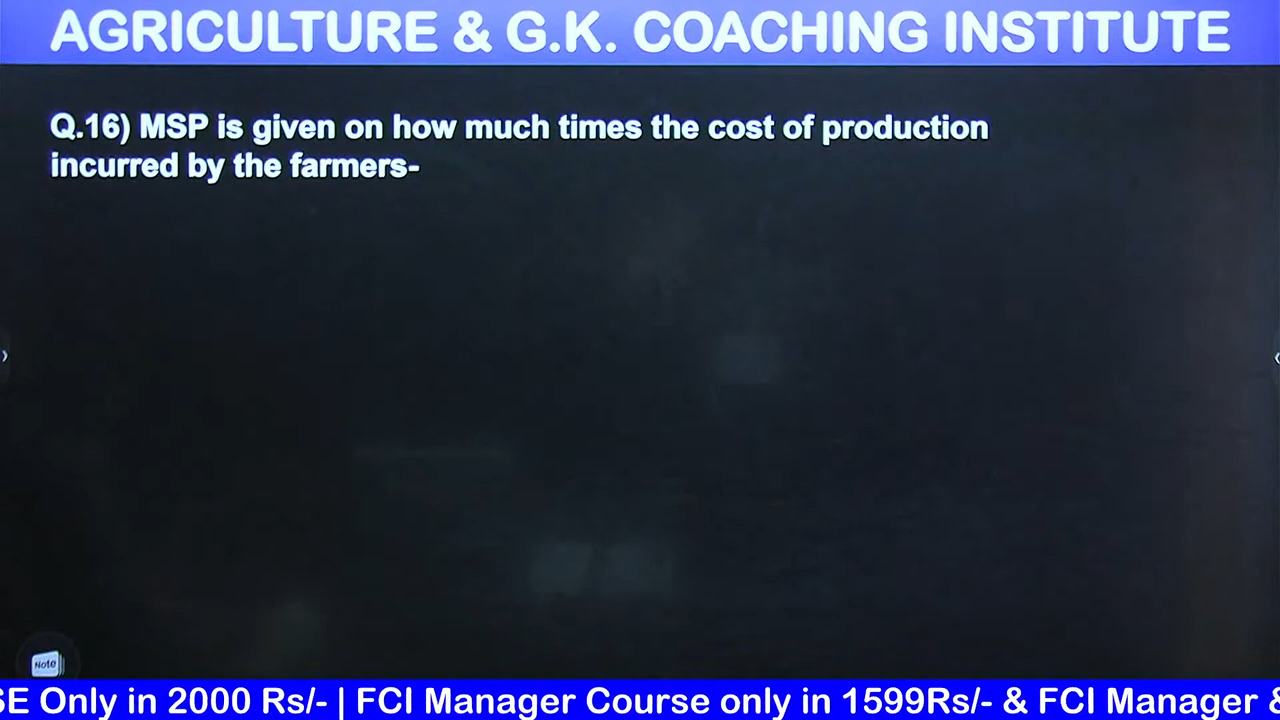 AGRICULTURE & G.K. COACHING INSTITUTE
Q.16) MSP is given on how much times the cost of production
incurred by the farmers-
Note
SE Only in 2000 Rs/- | FCI Manager Course only in 1599Rs/- & FCI Manager &